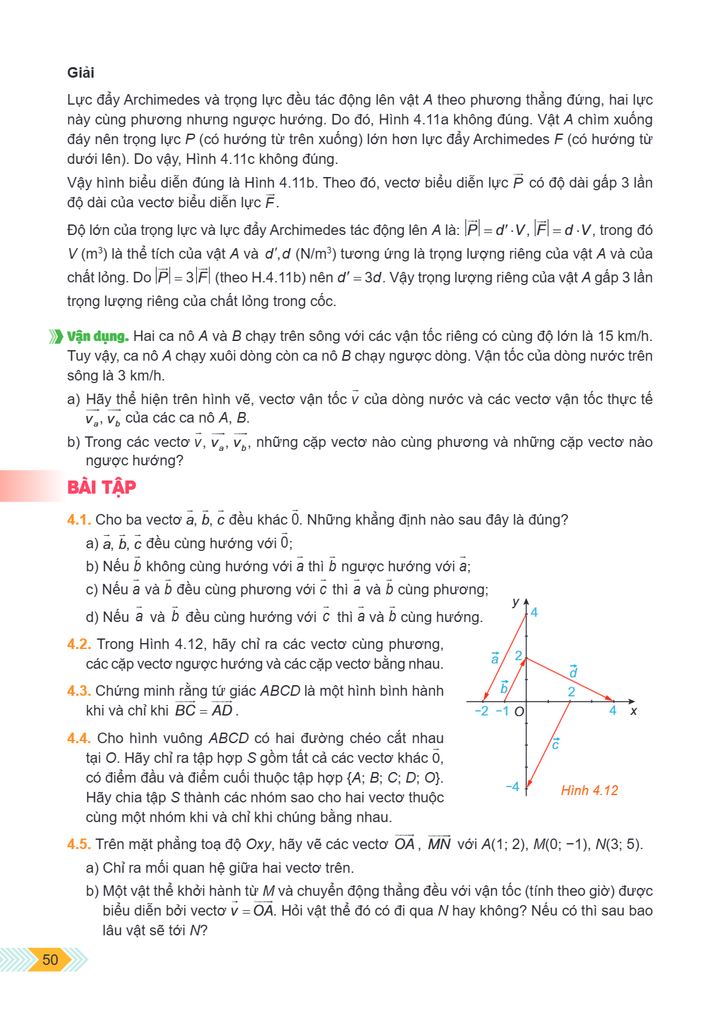 Giải
Lực đẩy Archimedes và trọng lực đều tác động lên vật A theo phương thẳng đứng, hai lực
này cùng phương nhưng ngược hướng. Do đó, Hình 4.11a không đúng. Vật A chìm xuống
đáy nên trọng lực P (có hướng từ trên xuống) lớn hơn lực đẩy Archimedes F (có hướng từ
dưới lên). Do vậy, Hình 4.11c không đúng.
Vậy hình biểu diễn đúng là Hình 4.11b. Theo đó, vectơ biểu diễn lực P⃗ có độ dài gấp 3 lần
độ dài của vectơ biểu diễn lực F⃗.
Độ lớn của trọng lực và lực đẩy Archimedes tác động lên A là: |P⃗| = d′ · V, |F⃗| = d · V, trong đó
V (m³) là thể tích của vật A và d′, d (N/m³) tương ứng là trọng lượng riêng của vật A và của
chất lỏng. Do |P⃗| = 3|F⃗| (theo H.4.11b) nên d′ = 3d. Vậy trọng lượng riêng của vật A gấp 3 lần
trọng lượng riêng của chất lỏng trong cốc.
Vận dụng. Hai ca nô A và B chạy trên sông với các vận tốc riêng có cùng độ lớn là 15 km/h.
Tuy vậy, ca nô A chạy xuôi dòng còn ca nô B chạy ngược dòng. Vận tốc của dòng nước trên
sông là 3 km/h.
a) Hãy thể hiện trên hình vẽ, vectơ vận tốc v⃗ của dòng nước và các vectơ vận tốc thực tế
v⃗ₐ, v⃗_b của các ca nô A, B.
b) Trong các vectơ v⃗, v⃗ₐ, v⃗_b, những cặp vectơ nào cùng phương và những cặp vectơ nào
ngược hướng?
BÀI TẬP
4.1. Cho ba vectơ a⃗, b⃗, c⃗ đều khác 0⃗. Những khẳng định nào sau đây là đúng?
a) a⃗, b⃗, c⃗ đều cùng hướng với 0⃗;
b) Nếu b⃗ không cùng hướng với a⃗ thì b⃗ ngược hướng với a⃗;
c) Nếu a⃗ và b⃗ đều cùng phương với c⃗ thì a⃗ và b⃗ cùng phương;
d) Nếu a⃗ và b⃗ đều cùng hướng với c⃗ thì a⃗ và b⃗ cùng hướng.
4.2. Trong Hình 4.12, hãy chỉ ra các vectơ cùng phương,
các cặp vectơ ngược hướng và các cặp vectơ bằng nhau.
4.3. Chứng minh rằng tứ giác ABCD là một hình bình hành
khi và chỉ khi BC⃗ = AD⃗.
4.4. Cho hình vuông ABCD có hai đường chéo cắt nhau
tại O. Hãy chỉ ra tập hợp S gồm tất cả các vectơ khác 0⃗,
có điểm đầu và điểm cuối thuộc tập hợp {A; B; C; D; O}.
Hãy chia tập S thành các nhóm sao cho hai vectơ thuộc
cùng một nhóm khi và chỉ khi chúng bằng nhau.
y
4
a⃗
2
d⃗
b⃗
2
−2 −1 O
4
x
c⃗
−4
Hình 4.12
4.5. Trên mặt phẳng toạ độ Oxy, hãy vẽ các vectơ OA⃗, MN⃗ với A(1; 2), M(0; −1), N(3; 5).
a) Chỉ ra mối quan hệ giữa hai vectơ trên.
b) Một vật thể khởi hành từ M và chuyển động thẳng đều với vận tốc (tính theo giờ) được
biểu diễn bởi vectơ v⃗ = OA⃗. Hỏi vật thể đó có đi qua N hay không? Nếu có thì sau bao
lâu vật sẽ tới N?
50